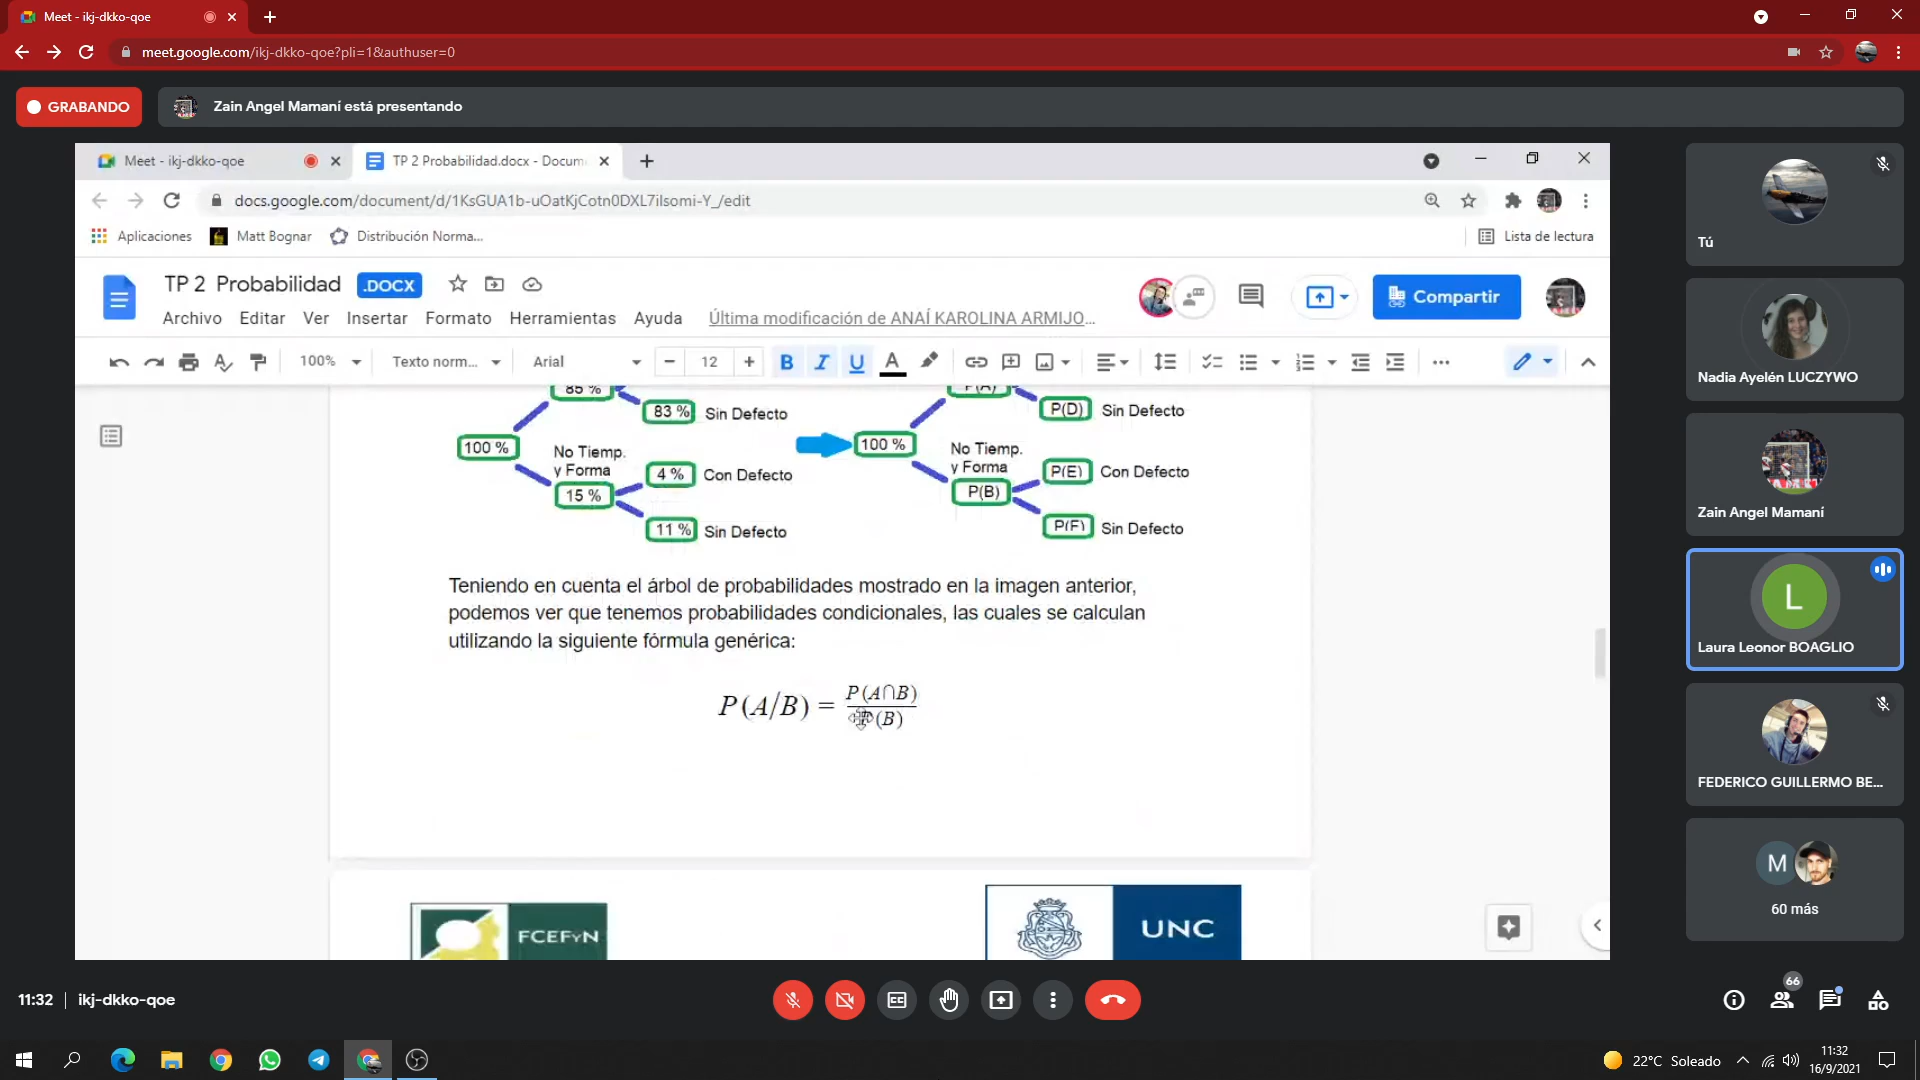 Meet - ikj-dkko-qoe
meet.google.com/ikj-dkko-qoe?pli=1&authuser=0
GRABANDO
Zain Angel Mamaní está presentando
Meet - ikj-dkko-qoe
TP 2 Probabilidad.docx - Docum
docs.google.com/document/d/1KsGUA1b-uOatKjCotn0DXL7iIsomi-Y_/edit
Aplicaciones
Matt Bognar
Distribución Norma...
Lista de lectura
TP 2 Probabilidad
.DOCX
Compartir
Archivo Editar Ver Insertar Formato Herramientas Ayuda
Última modificación de ANAÍ KAROLINA ARMIJO...
100%
Texto norm...
Arial
12
B I U A
85 %
83 % Sin Defecto
100 %
No Tiemp.
y Forma
15 %
4 % Con Defecto
11 % Sin Defecto
P(A)
P(D) Sin Defecto
100 %
No Tiemp.
y Forma
P(B)
P(E) Con Defecto
P(F) Sin Defecto
Teniendo en cuenta el árbol de probabilidades mostrado en la imagen anterior,
podemos ver que tenemos probabilidades condicionales, las cuales se calculan
utilizando la siguiente fórmula genérica:
P(A/B) = P(A∩B)
P(B)
FCEFyN
UNC
Tú
Nadia Ayelén LUCZYWO
Zain Angel Mamaní
L
Laura Leonor BOAGLIO
FEDERICO GUILLERMO BE...
M
60 más
11:32 | ikj-dkko-qoe
66
22°C Soleado
11:32
16/9/2021